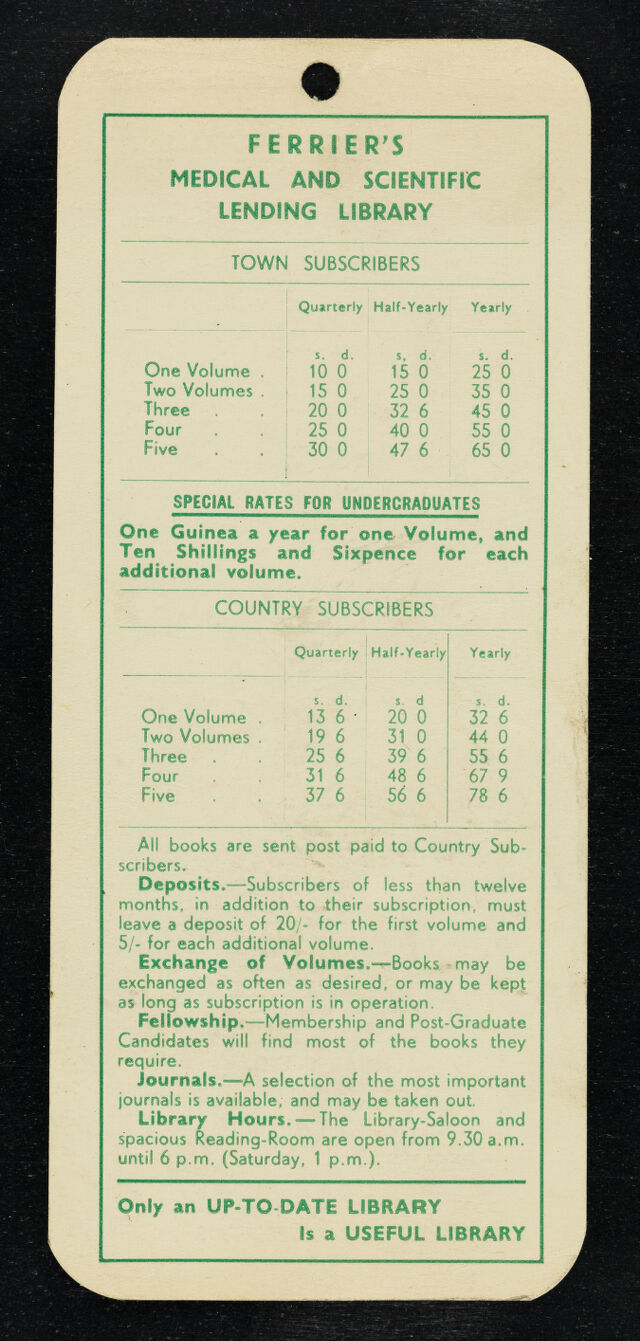 FERRIER'S
MEDICAL AND SCIENTIFIC
LENDING LIBRARY
TOWN SUBSCRIBERS
Quarterly Half-Yearly Yearly
s. d. s, d. s. d.
One Volume . 10 0 15 0 25 0
Two Volumes . 15 0 25 0 35 0
Three . . 20 0 32 6 45 0
Four . . 25 0 40 0 55 0
Five . . 30 0 47 6 65 0
SPECIAL RATES FOR UNDERGRADUATES
One Guinea a year for one Volume, and
Ten Shillings and Sixpence for each
additional volume.
COUNTRY SUBSCRIBERS
Quarterly Half-Yearly Yearly
s. d. s. d s. d.
One Volume . 13 6 20 0 32 6
Two Volumes . 19 6 31 0 44 0
Three . . 25 6 39 6 55 6
Four . . 31 6 48 6 67 9
Five . . 37 6 56 6 78 6
All books are sent post paid to Country Sub-
scribers.
Deposits.—Subscribers of less than twelve
months, in addition to their subscription, must
leave a deposit of 20/- for the first volume and
5/- for each additional volume.
Exchange of Volumes.—Books may be
exchanged as often as desired, or may be kept
as long as subscription is in operation.
Fellowship.—Membership and Post-Graduate
Candidates will find most of the books they
require.
Journals.—A selection of the most important
journals is available, and may be taken out.
Library Hours.—The Library-Saloon and
spacious Reading-Room are open from 9.30 a.m.
until 6 p.m. (Saturday, 1 p.m.).
Only an UP-TO-DATE LIBRARY
Is a USEFUL LIBRARY